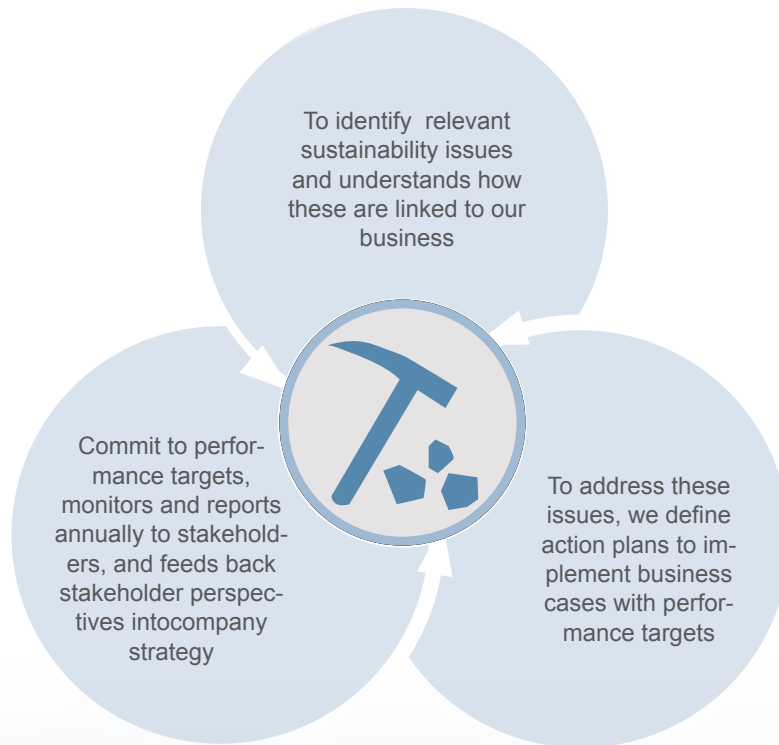 To identify relevant
sustainability issues
and understands how
these are linked to our
business
Commit to perfor-
mance targets,
monitors and reports
annually to stakehold-
ers, and feeds back
stakeholder perspec-
tives intocompany
strategy
To address these
issues, we define
action plans to im-
plement business
cases with perfor-
mance targets